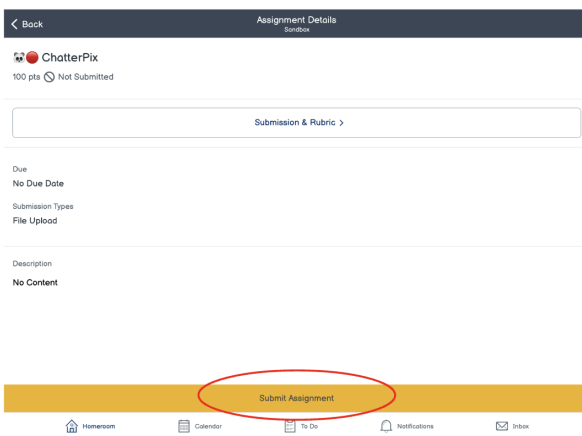 Back
Assignment Details
Sandbox
🐼🔴 ChatterPix
100 pts Not Submitted
Submission & Rubric >
Due
No Due Date
Submission Types
File Upload
Description
No Content
Submit Assignment
Homeroom Calendar To Do Notifications Inbox